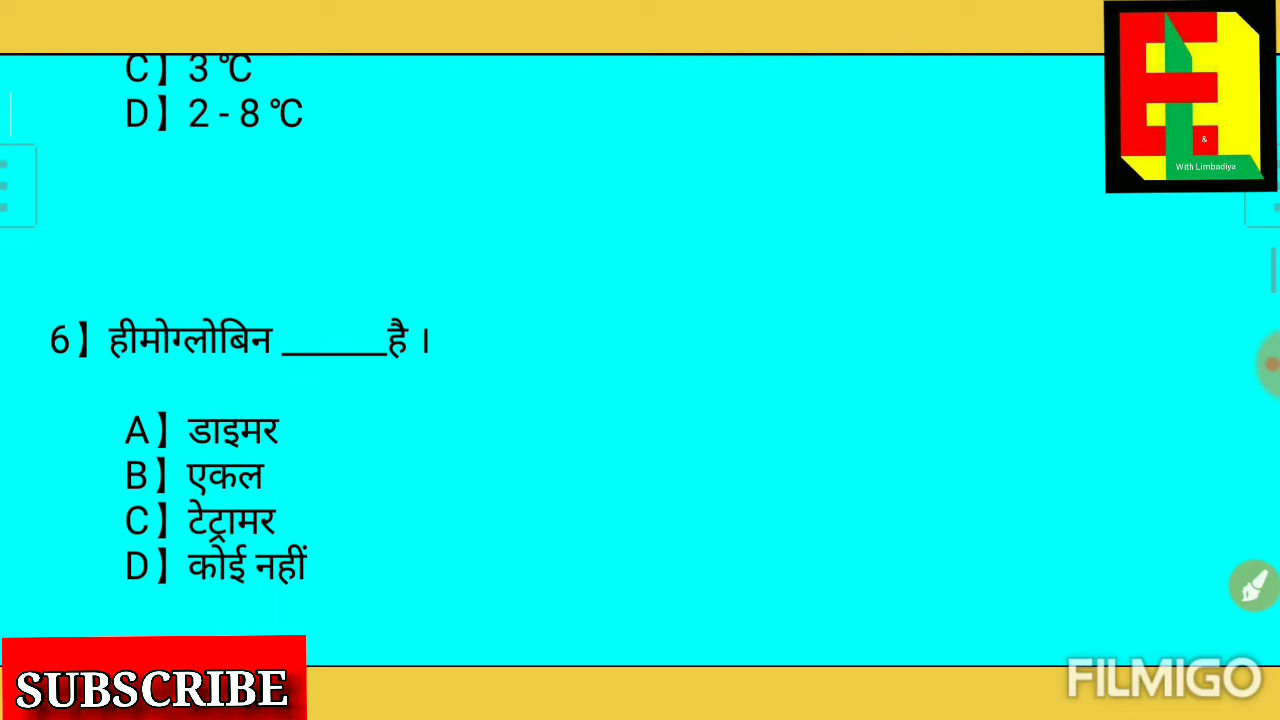 C】3 ℃
D】2 - 8 ℃
&
With Limbadiya
6】हीमोग्लोबिन ______है ।
A】डाइमर
B】एकल
C】टेट्रामर
D】कोई नहीं
SUBSCRIBE
FILMIGO